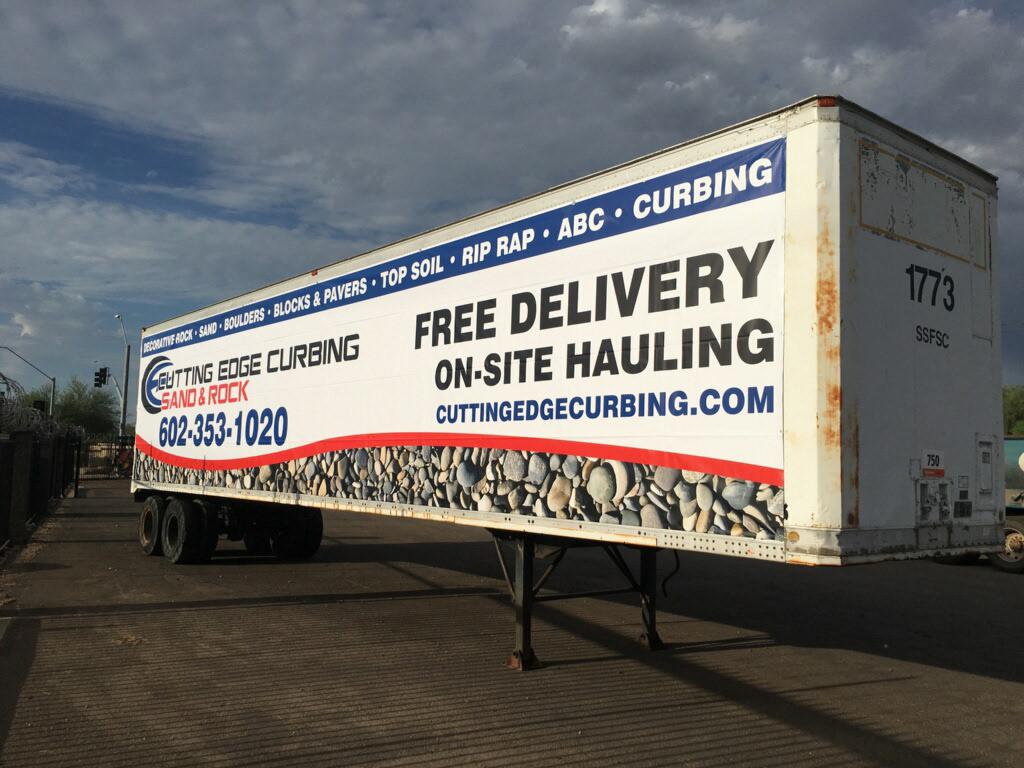 DECORATIVE ROCK • SAND • BOULDERS • BLOCKS & PAVERS • TOP SOIL • RIP RAP • ABC • CURBING
CUTTING EDGE CURBING
SAND & ROCK
602-353-1020
FREE DELIVERY
ON-SITE HAULING
CUTTINGEDGECURBING.COM
1773
SSFSC
750